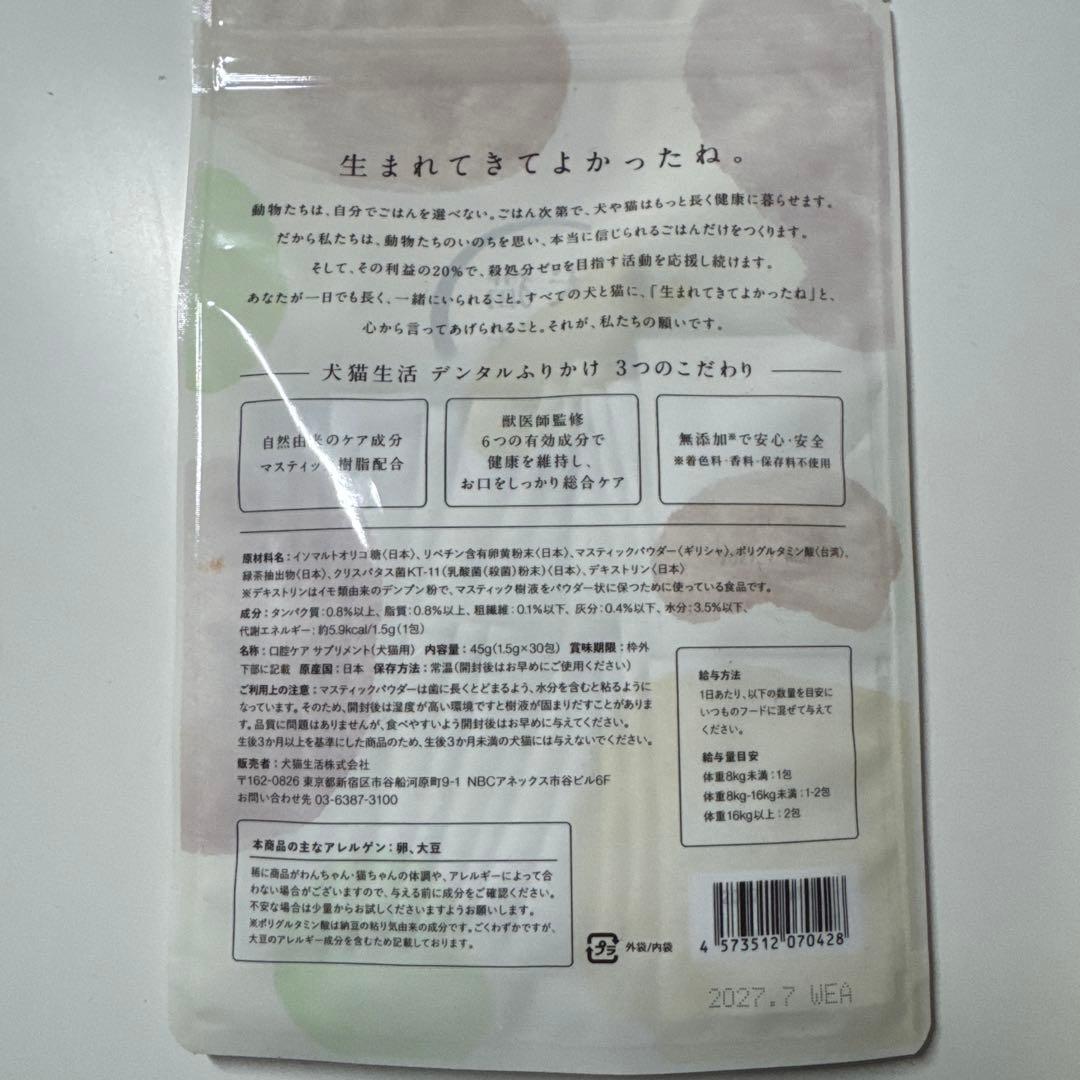 生まれてきてよかったね。
動物たちは、自分でごはんを選べない。ごはん次第で、犬や猫はもっと長く健康に暮らせます。
だから私たちは、動物たちのいのちを思い、本当に信じられるごはんだけをつくります。
そして、その利益の20%で、殺処分ゼロを目指す活動を応援し続けます。
あなたが一日でも長く、一緒にいられること。すべての犬と猫に、「生まれてきてよかったね」と、
心から言ってあげられること。それが、私たちの願いです。
犬猫生活 デンタルふりかけ 3つのこだわり
自然由来のケア成分
マスティック樹脂配合
獣医師監修
6つの有効成分で
健康を維持し、
お口をしっかり総合ケア
無添加※で安心・安全
※着色料・香料・保存料不使用
原材料名：イソマルトオリゴ糖〈日本〉、リペチン含有卵黄粉末〈日本〉、マスティックパウダー〈ギリシャ〉、ポリグルタミン酸〈台湾〉、
緑茶抽出物〈日本〉、クリスパタス菌KT-11（乳酸菌（殺菌）粉末）〈日本〉、デキストリン〈日本〉
※デキストリンはイモ類由来のデンプン粉で、マスティック樹液をパウダー状に保つために使っている食品です。
成分：タンパク質：0.8%以上、脂質：0.8%以上、粗繊維：0.1%以下、灰分：0.4%以下、水分：3.5%以下、
代謝エネルギー：約5.9kcal/1.5g（1包）
名称：口腔ケア サプリメント（犬猫用） 内容量：45g（1.5g×30包） 賞味期限：枠外
下部に記載 原産国：日本 保存方法：常温（開封後はお早めにご使用ください）
ご利用上の注意：マスティックパウダーは歯に長くとどまるよう、水分を含むと粘るように
なっています。そのため、開封後は湿度が高い環境ですと樹液が固まりだすことがありま
す。品質に問題はありませんが、食べやすいよう開封後はお早めに与えてください。
生後3か月以上を基準にした商品のため、生後3か月未満の犬猫には与えないでください。
販売者：犬猫生活株式会社
〒162-0826 東京都新宿区市谷船河原町9-1 NBCアネックス市谷ビル6F
お問い合わせ先 03-6387-3100
給与方法
1日あたり、以下の数量を目安に
いつものフードに混ぜて与えて
ください。
給与量目安
体重8kg未満：1包
体重8kg-16kg未満：1-2包
体重16kg以上：2包
本商品の主なアレルゲン：卵、大豆
稀に商品がわんちゃん・猫ちゃんの体調や、アレルギーによって合
わない場合がございますので、与える前に成分をご確認ください。
不安な場合は少量からお試しくださいますようお願いします。
※ポリグルタミン酸は納豆の粘り気由来の成分です。ごくわずかですが、
大豆のアレルギー成分を含むため記載しております。
プラ
外袋/内袋
4 573512 070428
2027.7 WEA